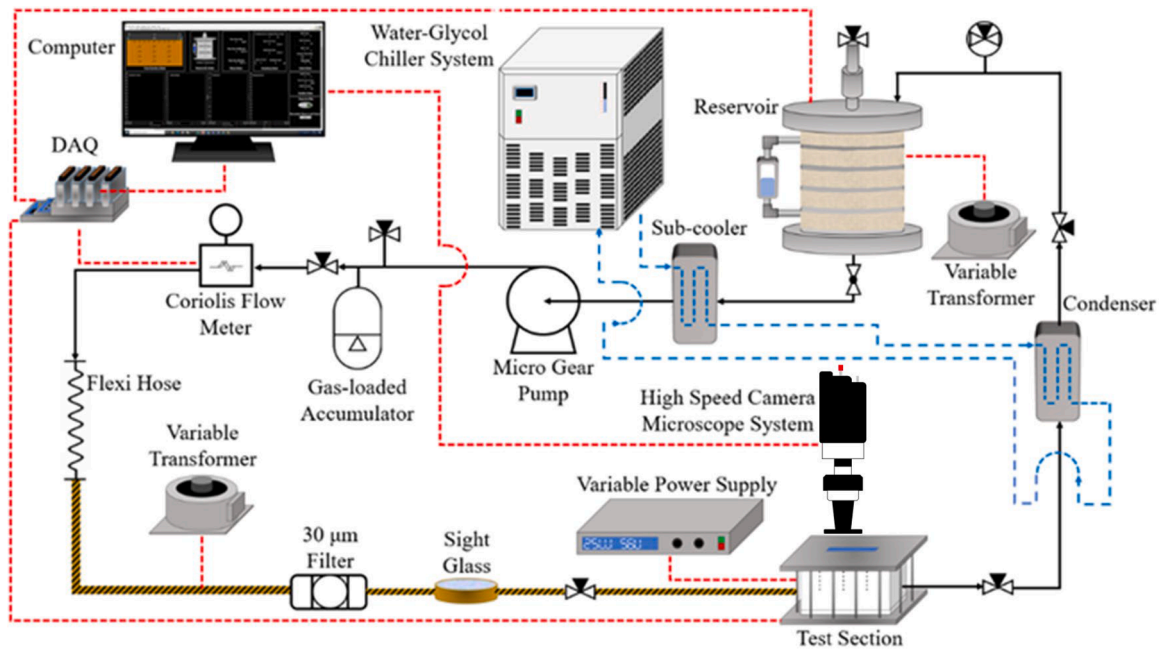 Computer
Water-Glycol
Chiller System
Reservoir
DAQ
Sub-cooler
Variable
Transformer
Condenser
Coriolis Flow
Meter
Gas-loaded
Accumulator
Micro Gear
Pump
Flexi Hose
High Speed Camera
Microscope System
Variable
Transformer
Variable Power Supply
30 μm
Filter
Sight
Glass
Test Section